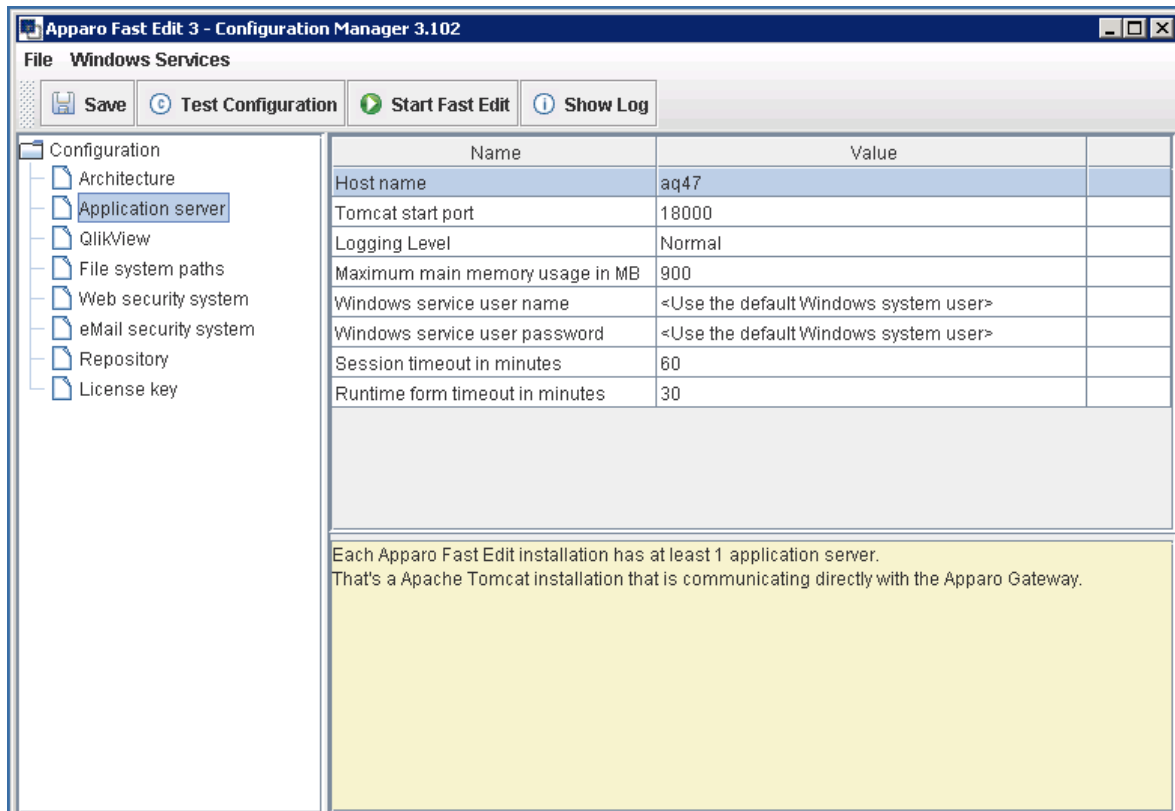 Apparo Fast Edit 3 - Configuration Manager 3.102
File Windows Services
Save Test Configuration Start Fast Edit Show Log
Configuration
Architecture
Application server
QlikView
File system paths
Web security system
eMail security system
Repository
License key
Name Value
Host name aq47
Tomcat start port 18000
Logging Level Normal
Maximum main memory usage in MB 900
Windows service user name <Use the default Windows system user>
Windows service user password <Use the default Windows system user>
Session timeout in minutes 60
Runtime form timeout in minutes 30
Each Apparo Fast Edit installation has at least 1 application server.
That's a Apache Tomcat installation that is communicating directly with the Apparo Gateway.